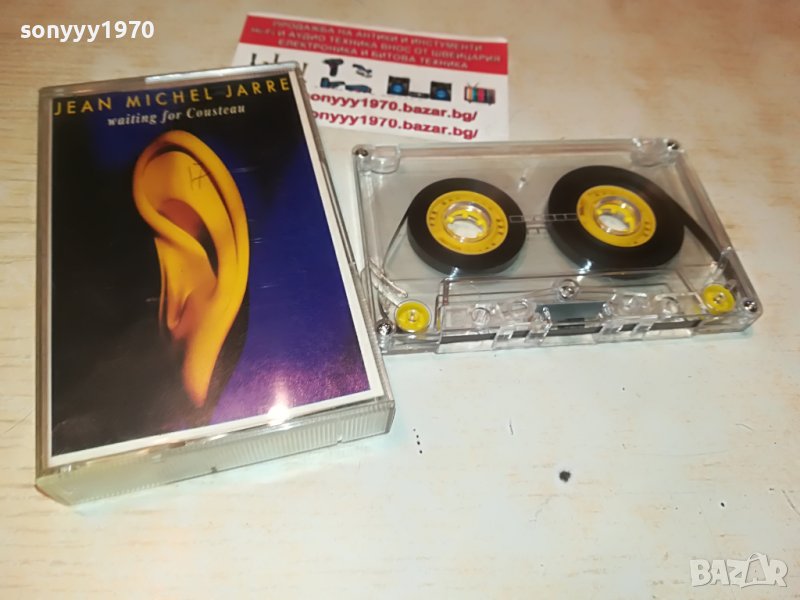 sonyyy1970
ПРОДАЖБА НА АНТИКИ И ИНСТУМЕНТИ
Hi-Fi И АУДИО ТЕХНИКА ВНОС ОТ ШВЕЙЦАРИЯ
ЕЛЕКТРОНИКА И БИТОВА ТЕХНИКА
sonyyy1970.bazar.bg/
sonyyy1970.bazar.bg/
JEAN MICHEL JARRE
waiting for Cousteau
BAZAR